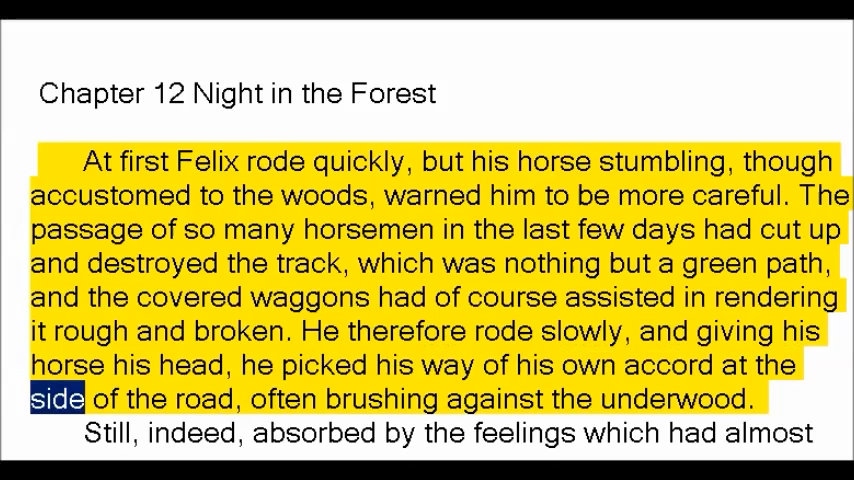 Chapter 12 Night in the Forest
At first Felix rode quickly, but his horse stumbling, though
accustomed to the woods, warned him to be more careful. The
passage of so many horsemen in the last few days had cut up
and destroyed the track, which was nothing but a green path,
and the covered waggons had of course assisted in rendering
it rough and broken. He therefore rode slowly, and giving his
horse his head, he picked his way of his own accord at the
side of the road, often brushing against the underwood.
Still, indeed, absorbed by the feelings which had almost